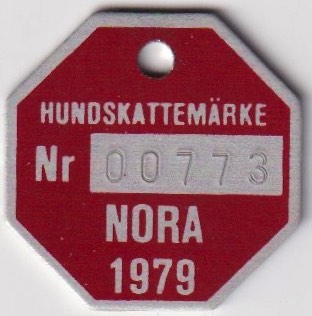 HUNDSKATTEMÄRKE
Nr 00773
NORA
1979